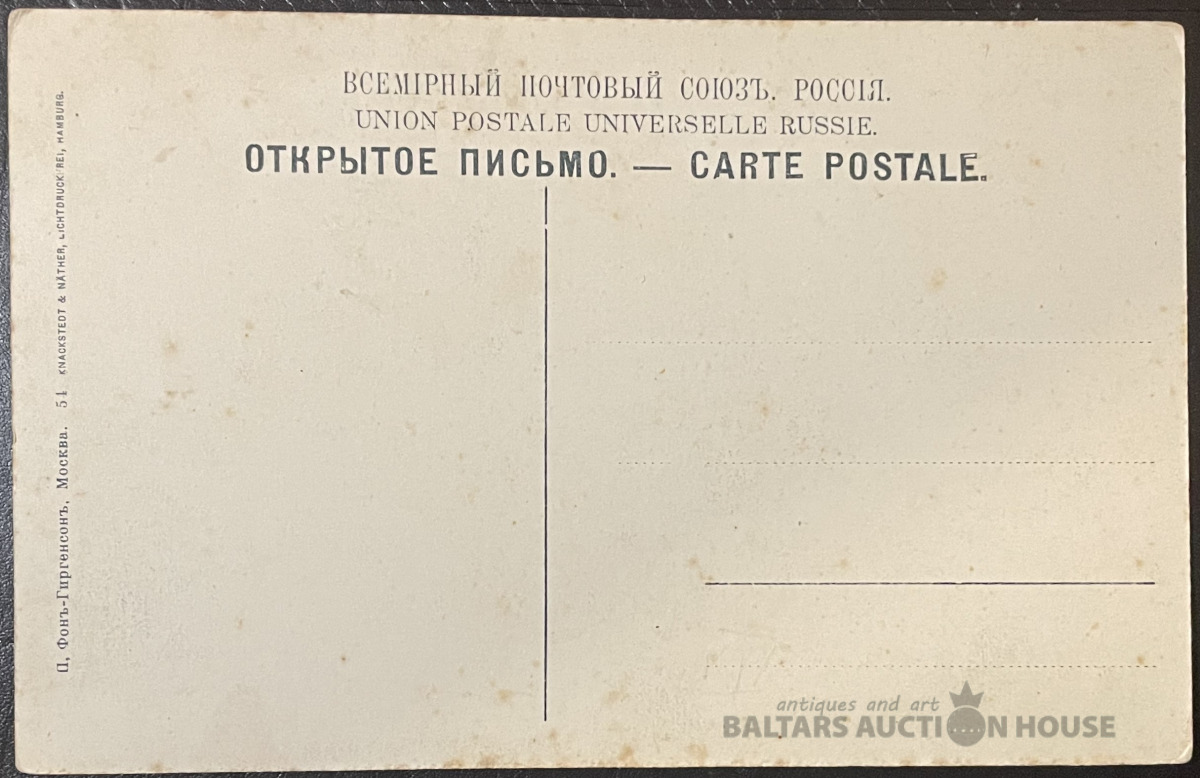 ВСЕМІРНЫЙ ПОЧТОВЫЙ СОЮЗЪ. РОССІЯ.
UNION POSTALE UNIVERSELLE RUSSIE.
ОТКРЫТОЕ ПИСЬМО. — CARTE POSTALE.
П. Фонъ-Гиргенсонъ, Москва. 51 KNACKSTEDT & NÄTHER, LICHTDRUCKEREI, HAMBURG.
antiques and art
BALTARS AUCTION HOUSE